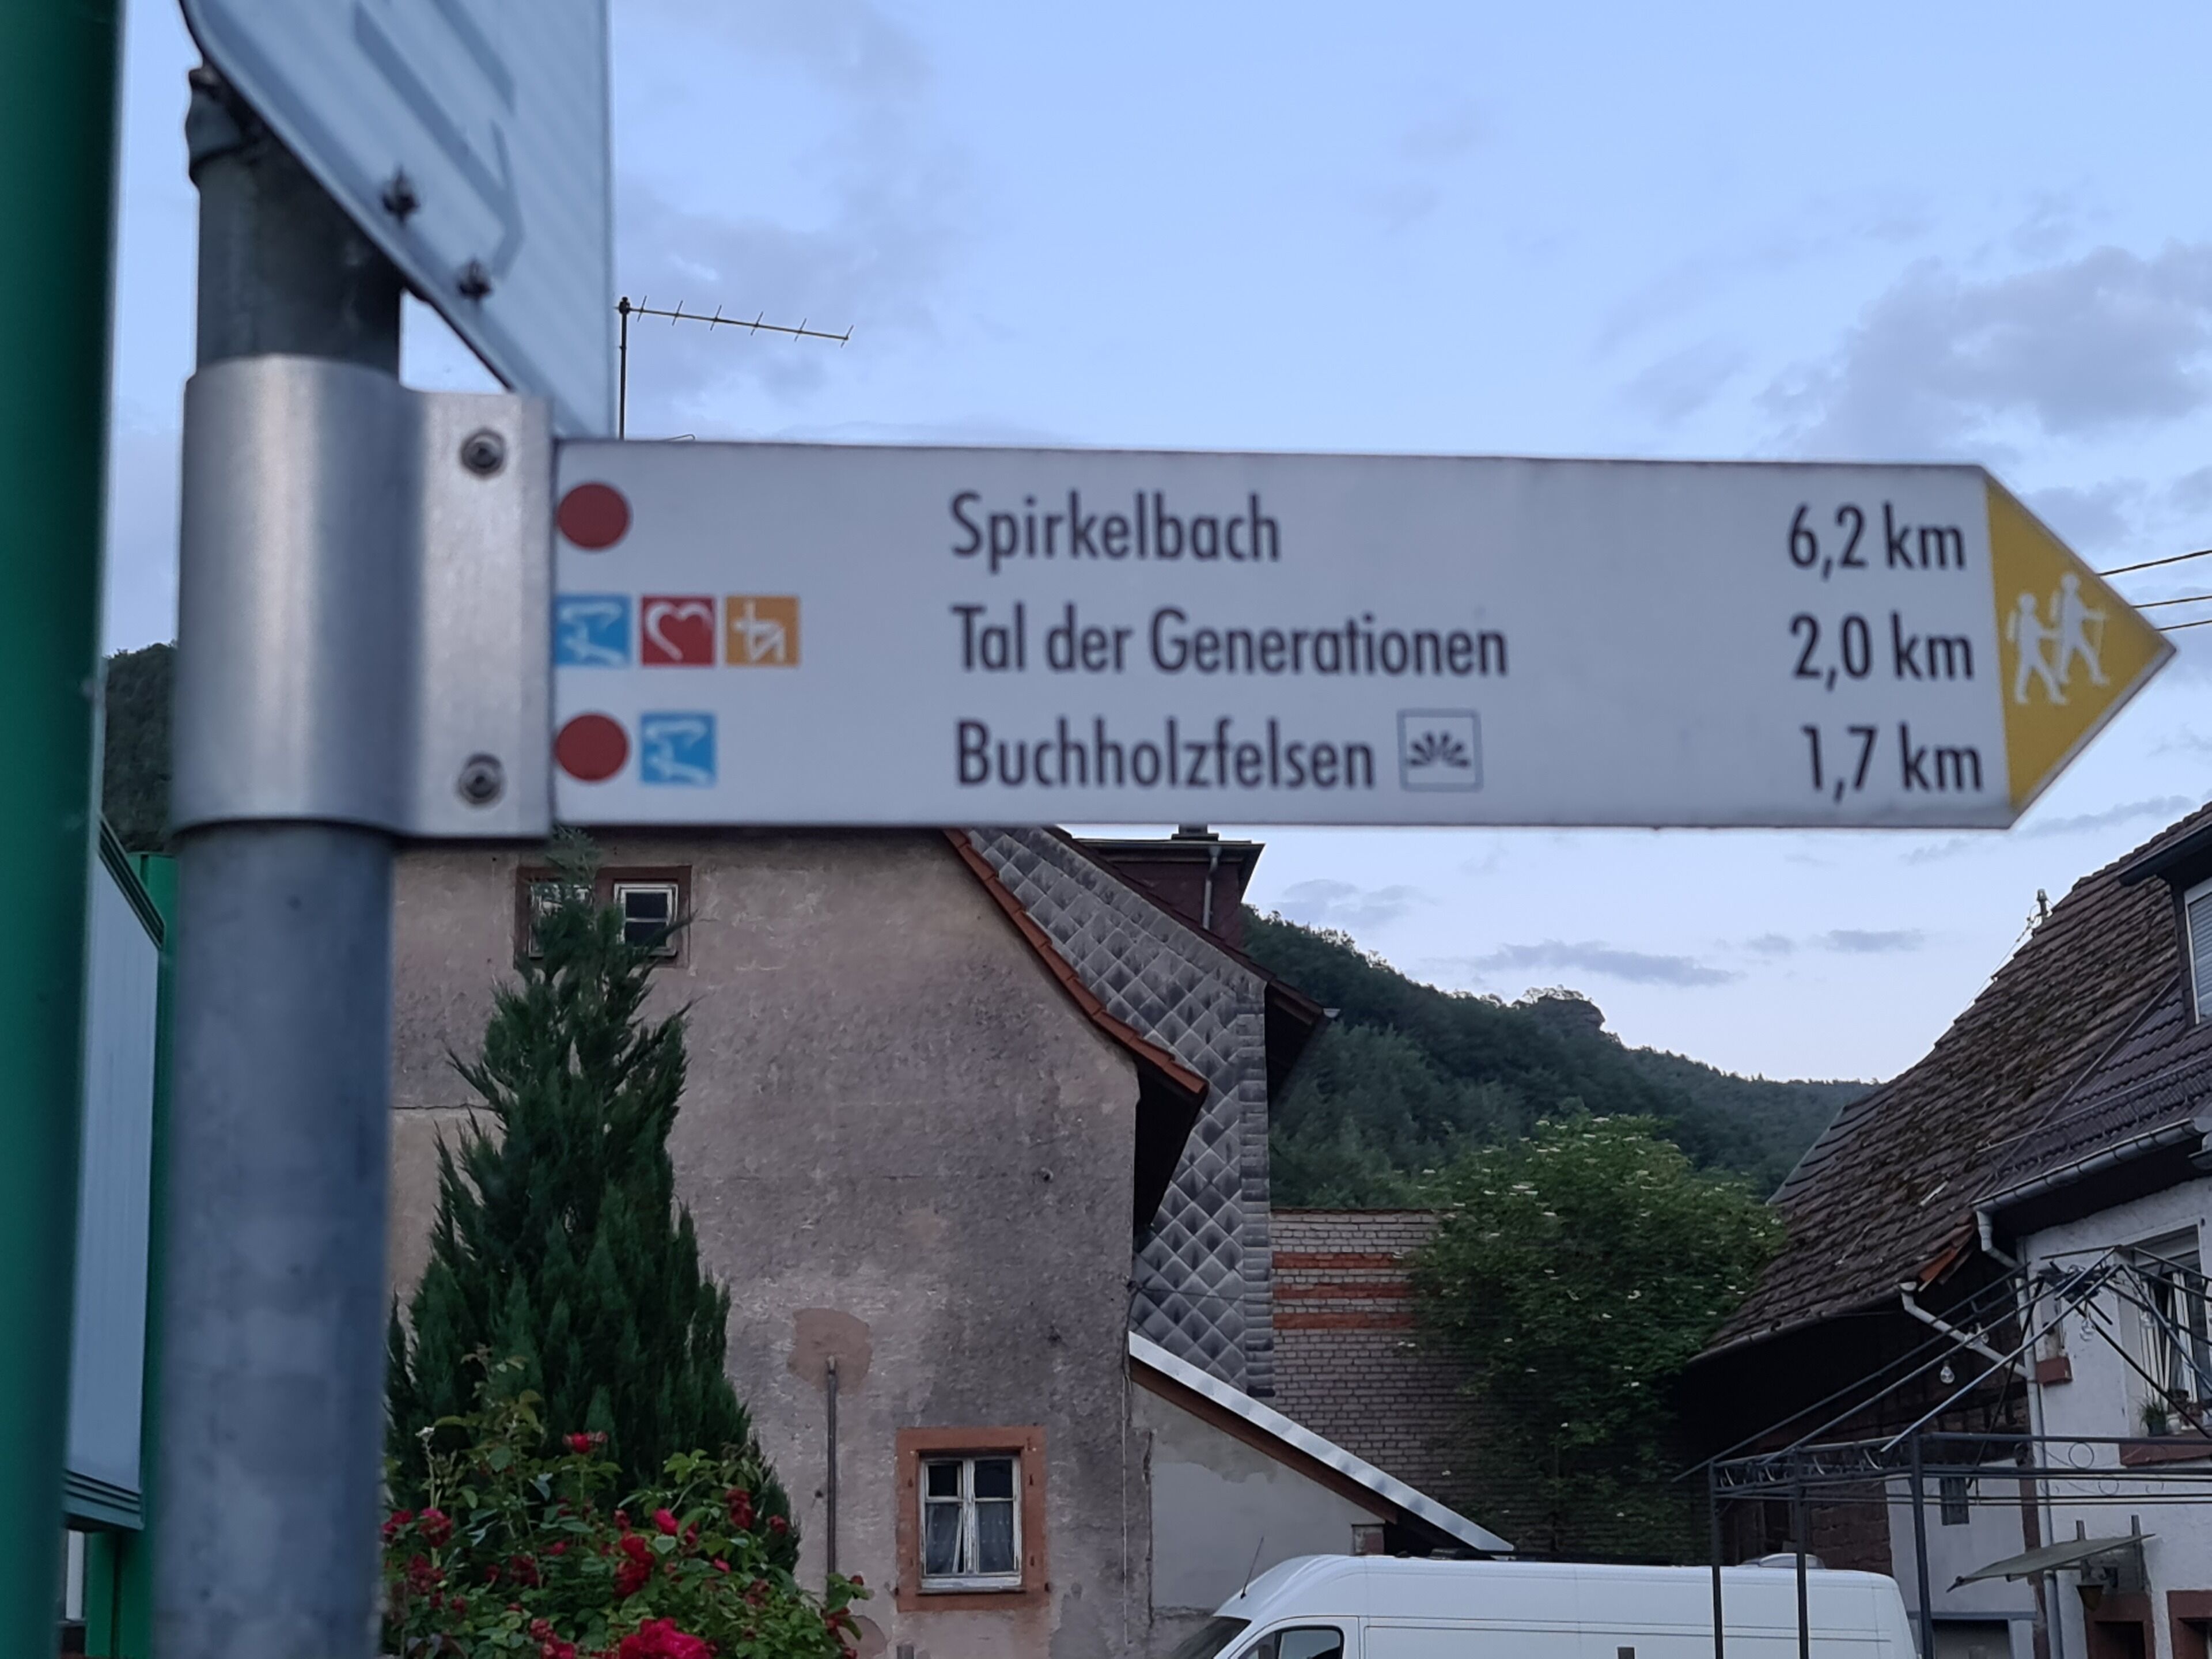 Spirkelbach 6,2 km
Tal der Generationen 2,0 km
Buchholzfelsen 1,7 km